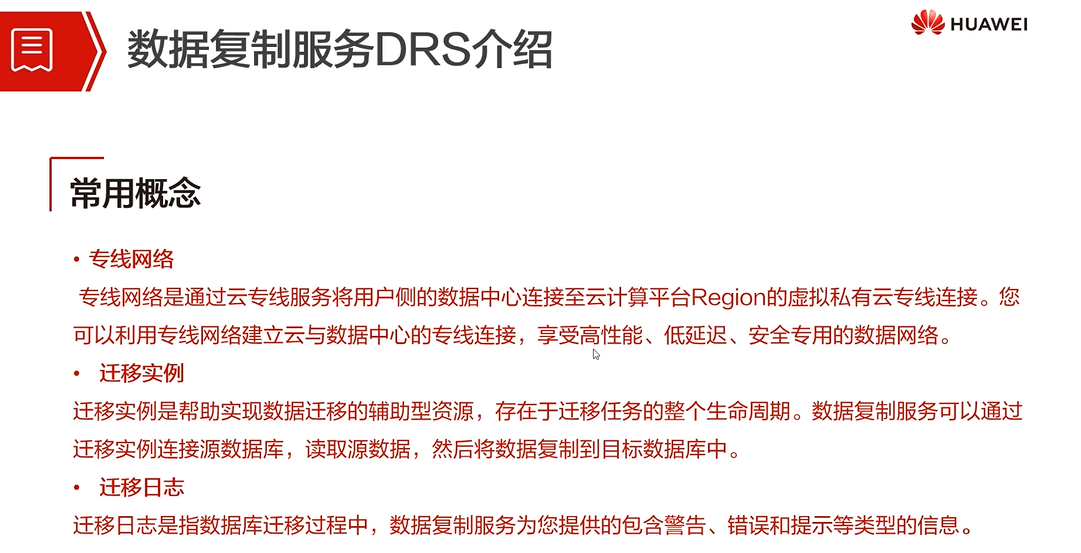 数据复制服务DRS介绍
HUAWEI
常用概念
• 专线网络
专线网络是通过云专线服务将用户侧的数据中心连接至云计算平台Region的虚拟私有云专线连接。您
可以利用专线网络建立云与数据中心的专线连接，享受高性能、低延迟、安全专用的数据网络。
• 迁移实例
迁移实例是帮助实现数据迁移的辅助型资源，存在于迁移任务的整个生命周期。数据复制服务可以通过
迁移实例连接源数据库，读取源数据，然后将数据复制到目标数据库中。
• 迁移日志
迁移日志是指数据库迁移过程中，数据复制服务为您提供的包含警告、错误和提示等类型的信息。